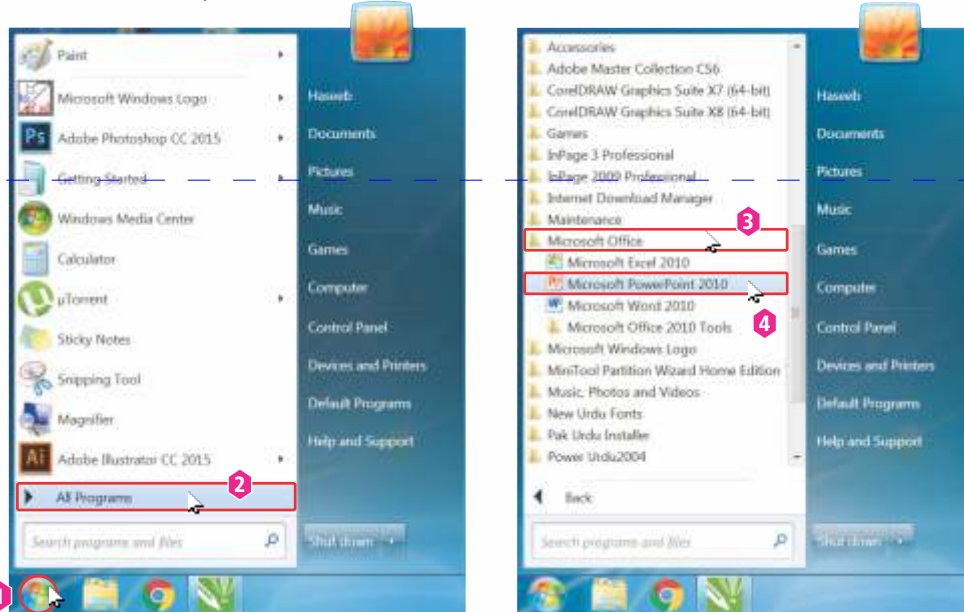 Paint
Microsoft Windows Logo
Adobe Photoshop CC 2015
Getting Started
Windows Media Center
Calculator
µTorrent
Sticky Notes
Snipping Tool
Magnifier
Adobe Illustrator CC 2015
All Programs
2
Search programs and files
1
Haseeb
Documents
Pictures
Music
Games
Computer
Control Panel
Devices and Printers
Default Programs
Help and Support
Shut down
Ps
Ai
Accessories
Adobe Master Collection CS6
CorelDRAW Graphics Suite X7 (64-bit)
CorelDRAW Graphics Suite X8 (64-bit)
Games
InPage 3 Professional
InPage 2009 Professional
Internet Download Manager
Maintenance
3
Microsoft Office
Microsoft Excel 2010
Microsoft PowerPoint 2010
4
Microsoft Word 2010
Microsoft Office 2010 Tools
Microsoft Windows Logo
MiniTool Partition Wizard Home Edition
Music, Photos and Videos
New Urdu Fonts
Pak Urdu Installer
Power Urdu2004
Back
Search programs and files
Haseeb
Documents
Pictures
Music
Games
Computer
Control Panel
Devices and Printers
Default Programs
Help and Support
Shut down